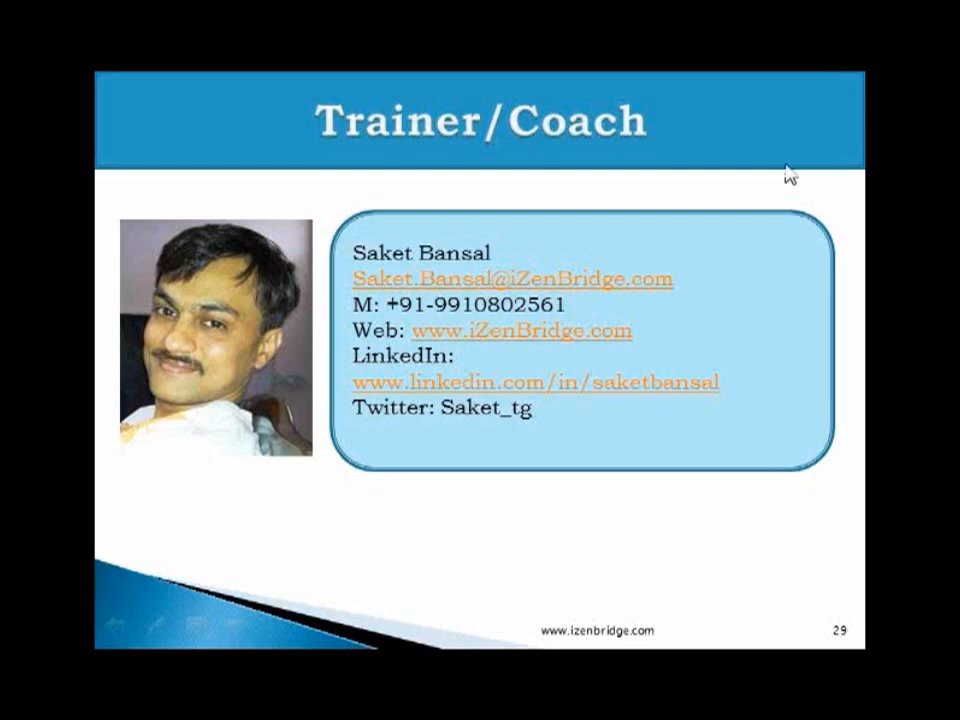 Trainer/Coach
Saket Bansal
Saket.Bansal@iZenBridge.com
M: +91-9910802561
Web: www.iZenBridge.com
LinkedIn:
www.linkedin.com/in/saketbansal
Twitter: Saket_tg
www.izenbridge.com 29